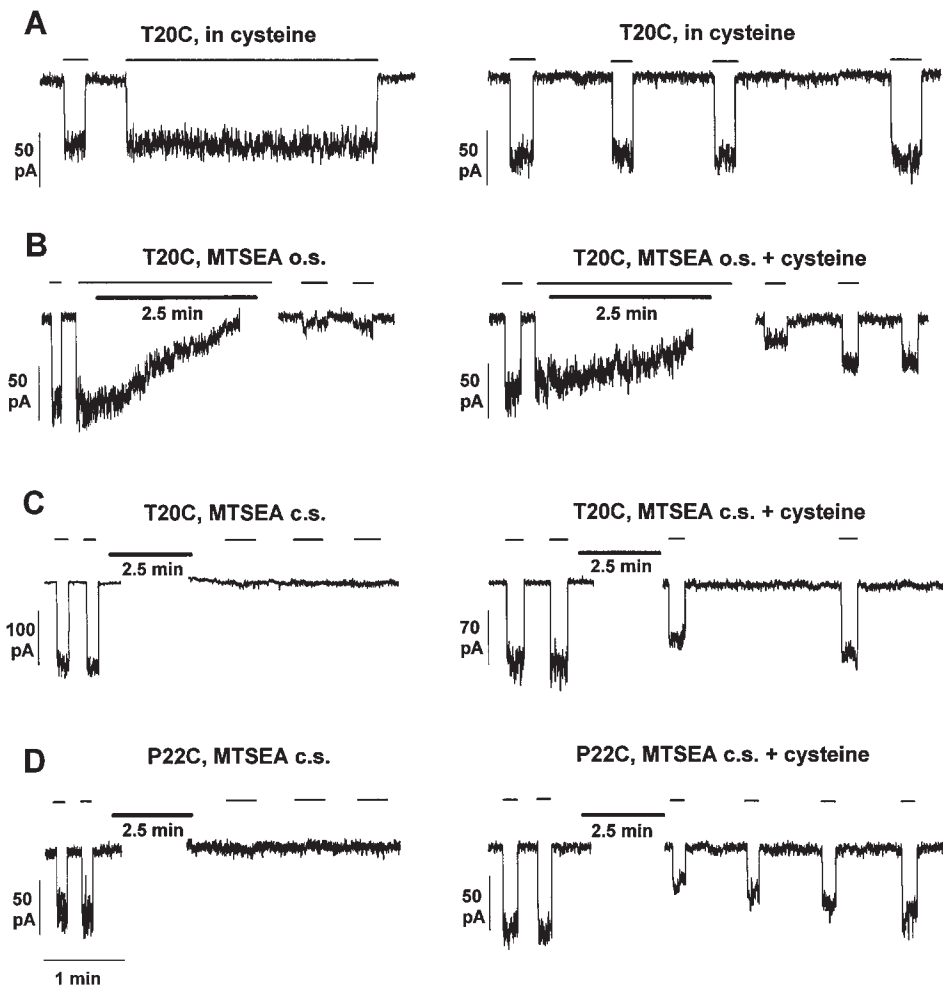 A
T20C, in cysteine
T20C, in cysteine
50
pA
50
pA
B
T20C, MTSEA o.s.
T20C, MTSEA o.s. + cysteine
2.5 min
2.5 min
50
pA
50
pA
C
T20C, MTSEA c.s.
T20C, MTSEA c.s. + cysteine
2.5 min
2.5 min
100
pA
70
pA
D
P22C, MTSEA c.s.
P22C, MTSEA c.s. + cysteine
2.5 min
2.5 min
50
pA
50
pA
1 min